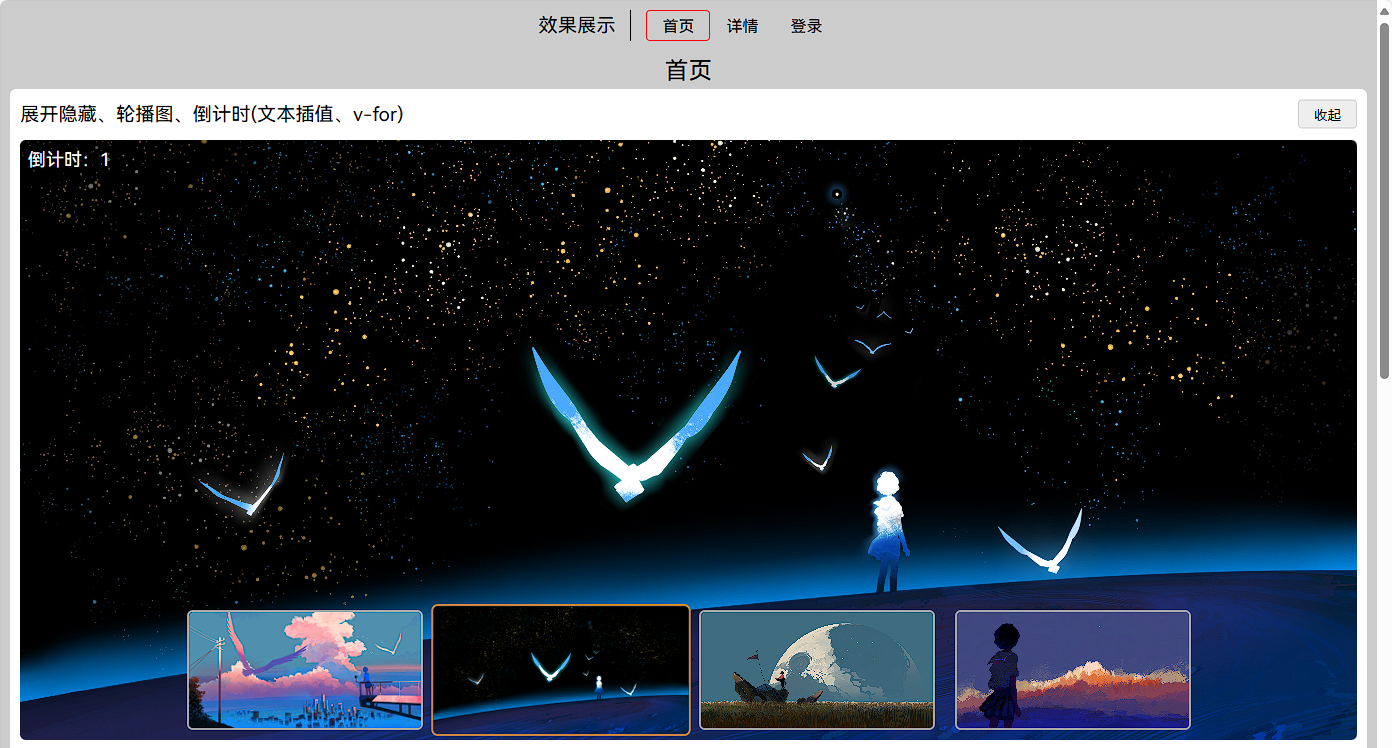 效果展示 首页 详情 登录
首页
展开隐藏、轮播图、倒计时(文本插值、v-for) 收起
倒计时：1